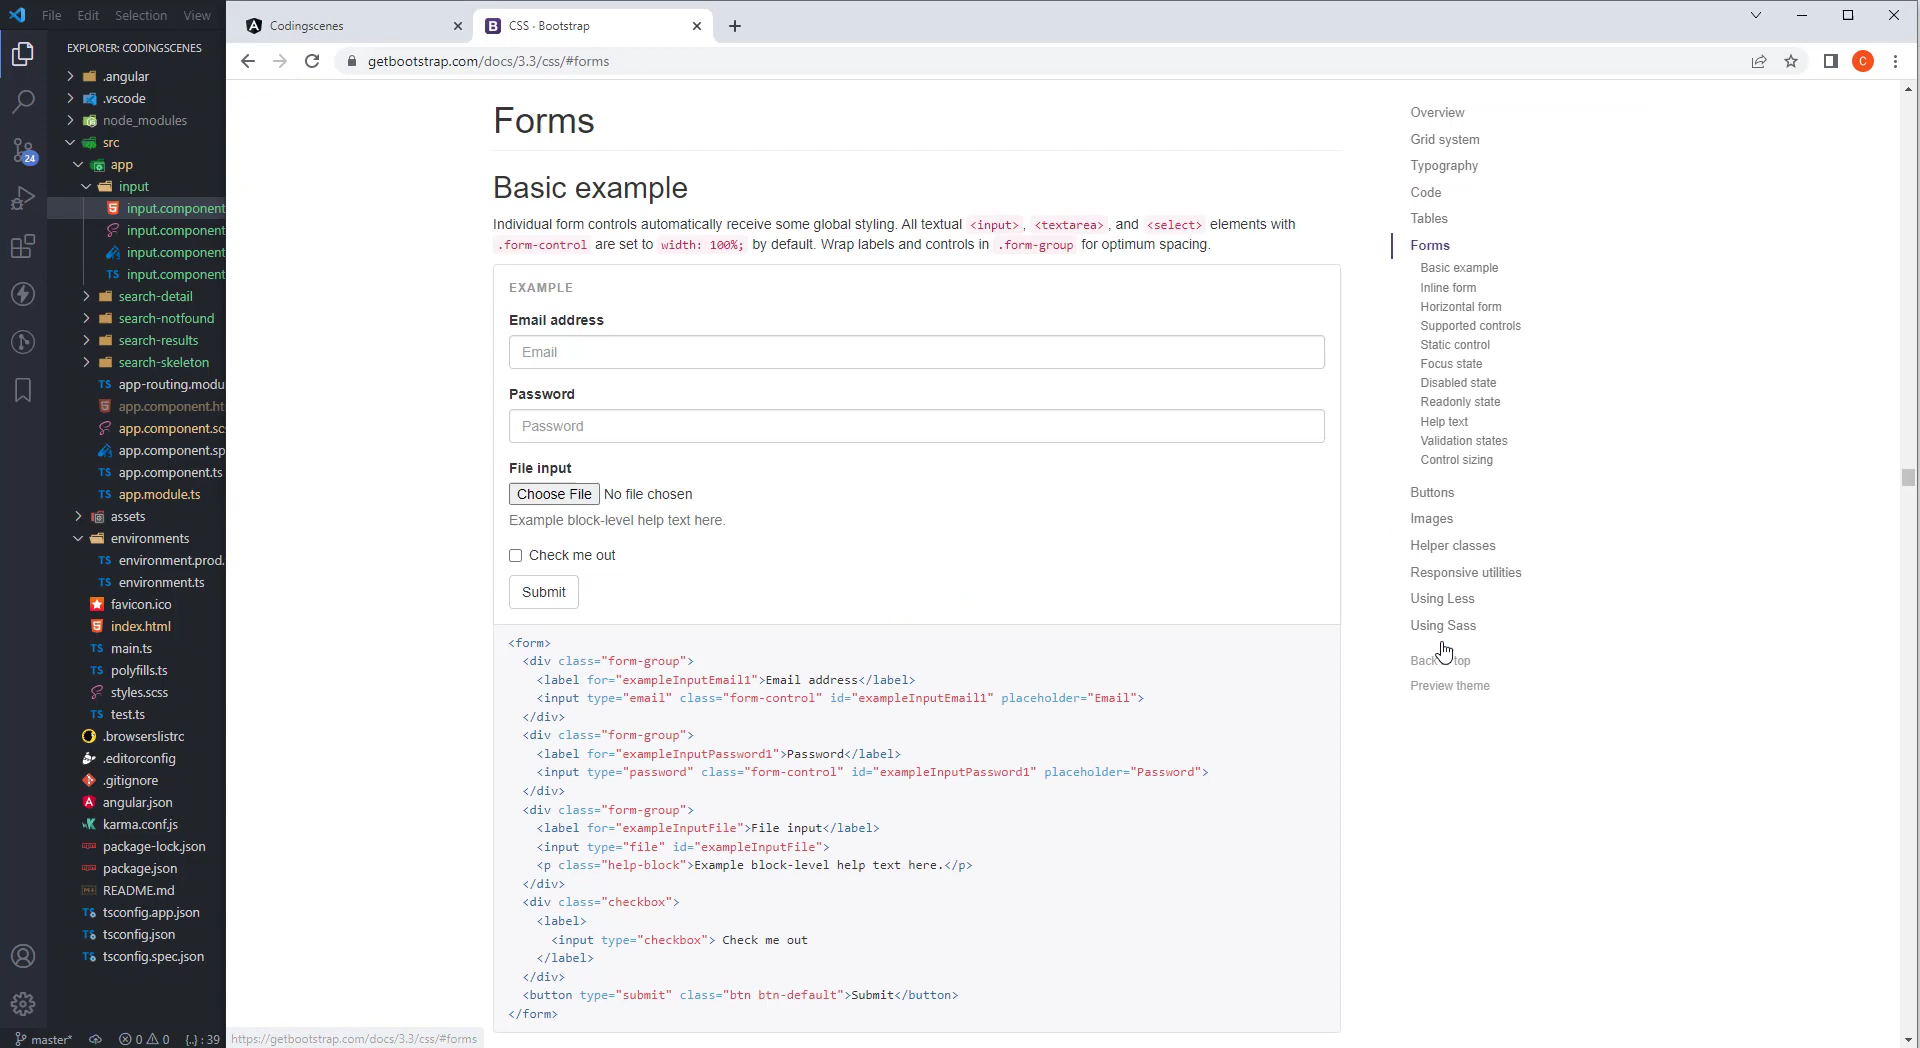 File Edit Selection View
EXPLORER: CODINGSCENES
.angular
.vscode
node_modules
src
app
input
input.component
input.component
input.component
TS input.component
search-detail
search-notfound
search-results
search-skeleton
TS app-routing.modu
app.component.ht
app.component.sc
app.component.sp
TS app.component.ts
TS app.module.ts
assets
environments
TS environment.prod.
TS environment.ts
favicon.ico
index.html
TS main.ts
TS polyfills.ts
styles.scss
TS test.ts
.browserslistrc
.editorconfig
.gitignore
angular.json
karma.conf.js
package-lock.json
package.json
README.md
tsconfig.app.json
tsconfig.json
tsconfig.spec.json
24
master* 0 0 {..} : 39
Codingscenes
CSS · Bootstrap
getbootstrap.com/docs/3.3/css/#forms
C
Forms
Basic example
Individual form controls automatically receive some global styling. All textual <input>, <textarea>, and <select> elements with
.form-control are set to width: 100%; by default. Wrap labels and controls in .form-group for optimum spacing.
EXAMPLE
Email address
Email
Password
Password
File input
Choose File No file chosen
Example block-level help text here.
Check me out
Submit
<form>
<div class="form-group">
<label for="exampleInputEmail1">Email address</label>
<input type="email" class="form-control" id="exampleInputEmail1" placeholder="Email">
</div>
<div class="form-group">
<label for="exampleInputPassword1">Password</label>
<input type="password" class="form-control" id="exampleInputPassword1" placeholder="Password">
</div>
<div class="form-group">
<label for="exampleInputFile">File input</label>
<input type="file" id="exampleInputFile">
<p class="help-block">Example block-level help text here.</p>
</div>
<div class="checkbox">
<label>
<input type="checkbox"> Check me out
</label>
</div>
<button type="submit" class="btn btn-default">Submit</button>
</form>
https://getbootstrap.com/docs/3.3/css/#forms
Overview
Grid system
Typography
Code
Tables
Forms
Basic example
Inline form
Horizontal form
Supported controls
Static control
Focus state
Disabled state
Readonly state
Help text
Validation states
Control sizing
Buttons
Images
Helper classes
Responsive utilities
Using Less
Using Sass
Back top
Preview theme